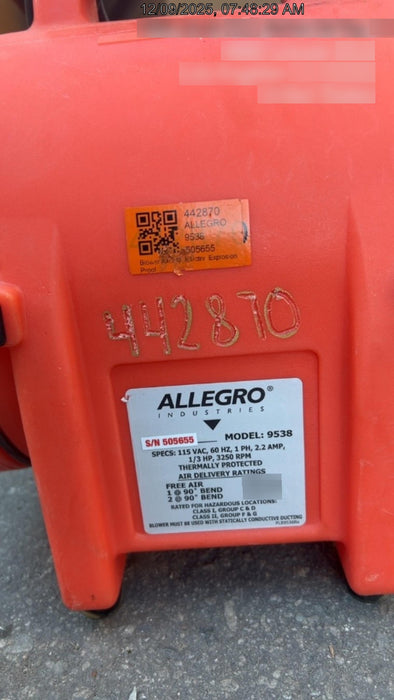 12/09/2025, 07:48:29 AM
442870
ALLEGRO
9538
505655
Blower Explosion
Proof
442870
ALLEGRO®
INDUSTRIES
S/N 505655 MODEL: 9538
SPECS: 115 VAC, 60 HZ, 1 PH, 2.2 AMP,
1/3 HP, 3250 RPM
THERMALLY PROTECTED
AIR DELIVERY RATINGS
FREE AIR
1 @ 90° BEND
2 @ 90° BEND
RATED FOR HAZARDOUS LOCATIONS:
CLASS I, GROUP C & D
CLASS II, GROUP F & G
BLOWER MUST BE USED WITH STATICALLY CONDUCTIVE DUCTING